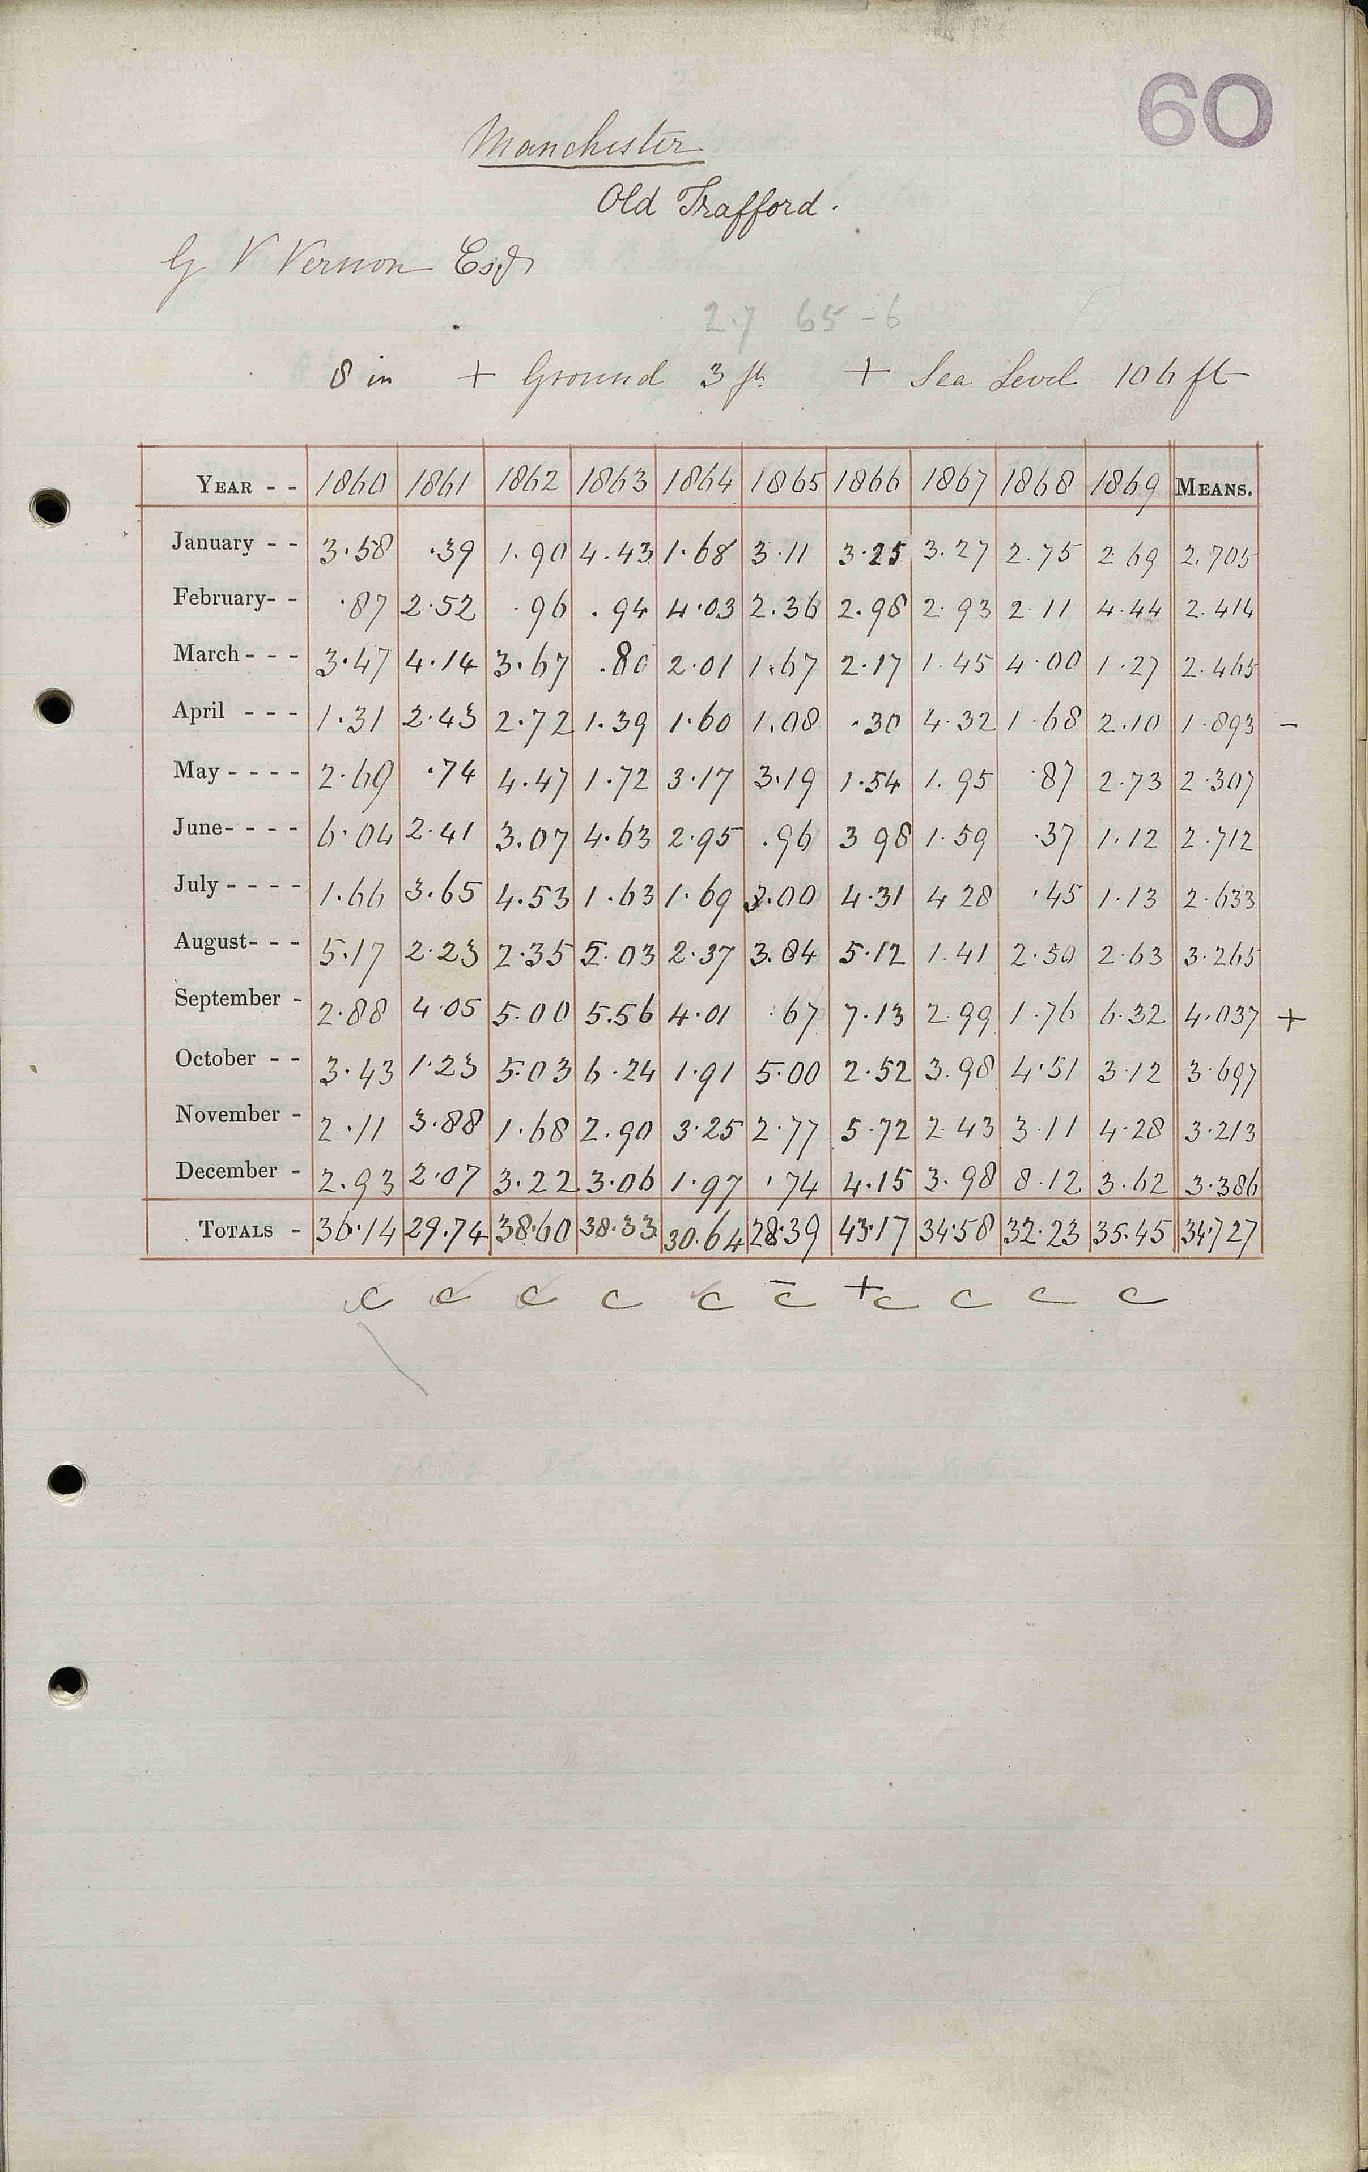 60
Manchester
Old Trafford.
G V Vernon Esqr
2.7 65-6
8 in + Ground 3 ft + Sea Level 106 ft
YEAR - - 1860 1861 1862 1863 1864 1865 1866 1867 1868 1869 MEANS.
January - - 3.58 .39 1.90 4.43 1.68 3.11 3.25 3.27 2.75 2.69 2.705
February- - .87 2.52 .96 .94 4.03 2.36 2.98 2.93 2.11 4.44 2.414
March - - - 3.47 4.14 3.67 .80 2.01 1.67 2.17 1.45 4.00 1.27 2.465
April - - - 1.31 2.43 2.72 1.39 1.60 1.08 .30 4.32 1.68 2.10 1.893 -
May - - - - 2.69 .74 4.47 1.72 3.17 3.19 1.54 1.95 .87 2.73 2.307
June- - - - 6.04 2.41 3.07 4.63 2.95 .96 3 98 1.59 .37 1.12 2.712
July - - - - 1.66 3.65 4.53 1.63 1.69 3.00 4.31 4 28 .45 1.13 2.633
August- - - 5.17 2.23 2.35 5.03 2.37 3.84 5.12 1.41 2.50 2.63 3.265
September - 2.88 4.05 5.00 5.56 4.01 .67 7.13 2.99 1.76 6.32 4.037 +
October - - 3.43 1.23 5.03 6.24 1.91 5.00 2.52 3.98 4.51 3.12 3.697
November - 2.11 3.88 1.68 2.90 3.25 2.77 5.72 2.43 3.11 4.28 3.213
December - 2.93 2.07 3.22 3.06 1.97 .74 4.15 3.98 8.12 3.62 3.386
TOTALS - 36.14 29.74 38.60 38.33 30.64 28.39 43.17 34.58 32.23 35.45 34.727
c c c c c - c + c c c c